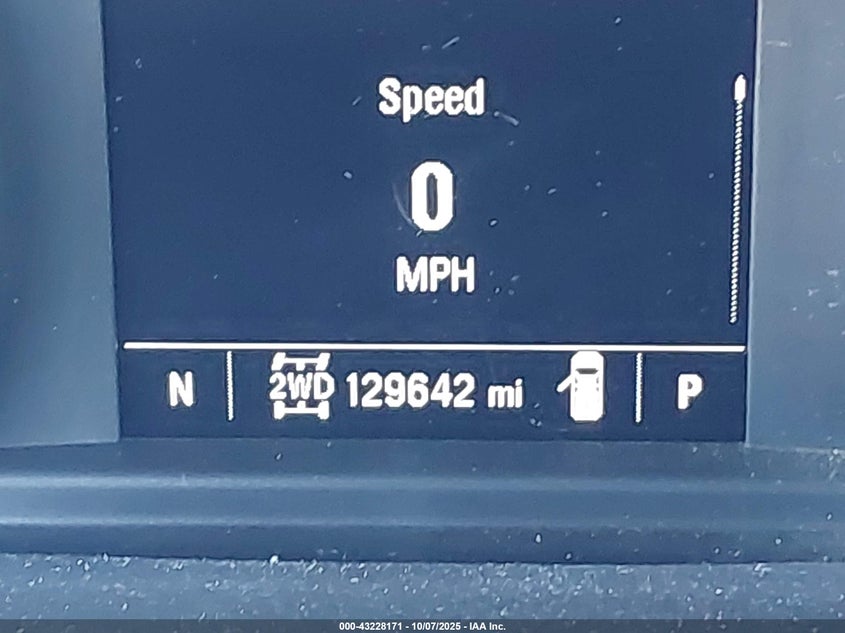 Speed
0
MPH
N 2WD 129642 mi P
000-43228171 - 10/07/2025 - IAA Inc.